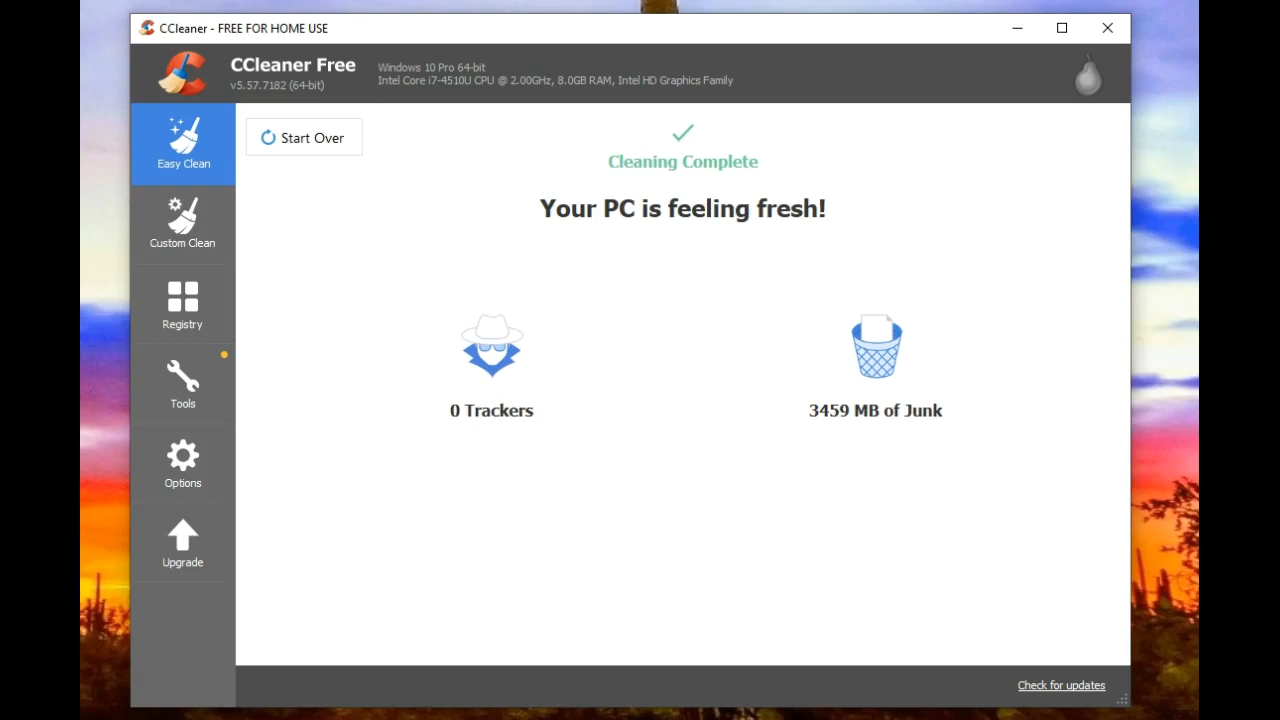 CCleaner - FREE FOR HOME USE
CCleaner Free
v5.57.7182 (64-bit)
Windows 10 Pro 64-bit
Intel Core i7-4510U CPU @ 2.00GHz, 8.0GB RAM, Intel HD Graphics Family
Easy Clean
Custom Clean
Registry
Tools
Options
Upgrade
Start Over
Cleaning Complete
Your PC is feeling fresh!
0 Trackers
3459 MB of Junk
Check for updates